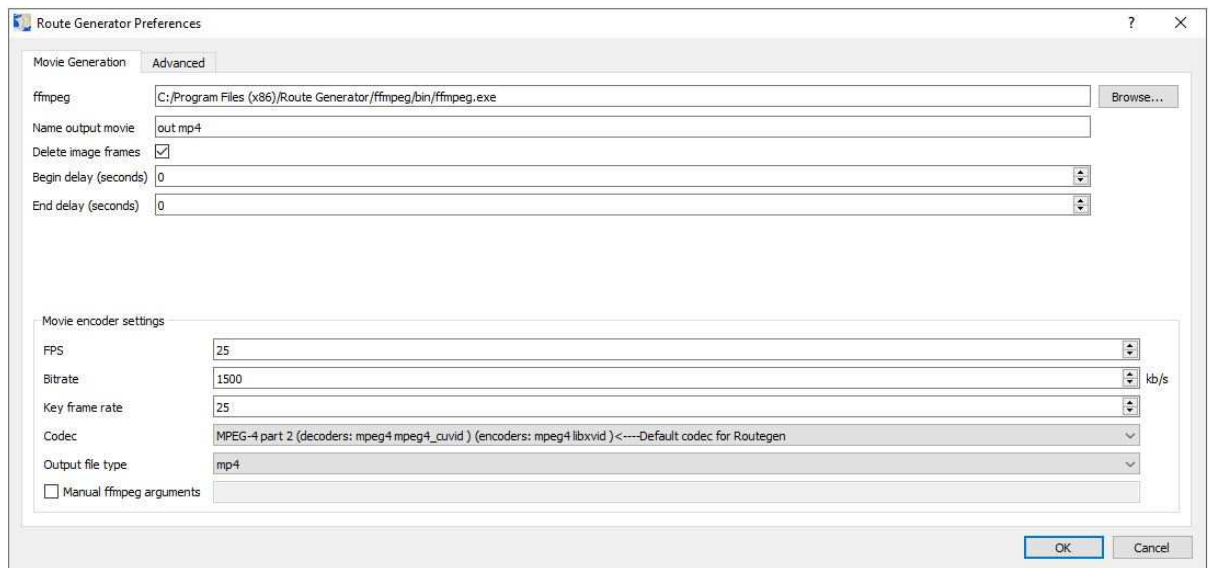 Route Generator Preferences
?
Movie Generation Advanced
ffmpeg C:/Program Files (x86)/Route Generator/ffmpeg/bin/ffmpeg.exe Browse...
Name output movie out mp4
Delete image frames
Begin delay (seconds) 0
End delay (seconds) 0
Movie encoder settings
FPS 25
Bitrate 1500 kb/s
Key frame rate 25
Codec MPEG-4 part 2 (decoders: mpeg4 mpeg4_cuvid ) (encoders: mpeg4 libxvid )<----Default codec for Routegen
Output file type mp4
Manual ffmpeg arguments
OK Cancel